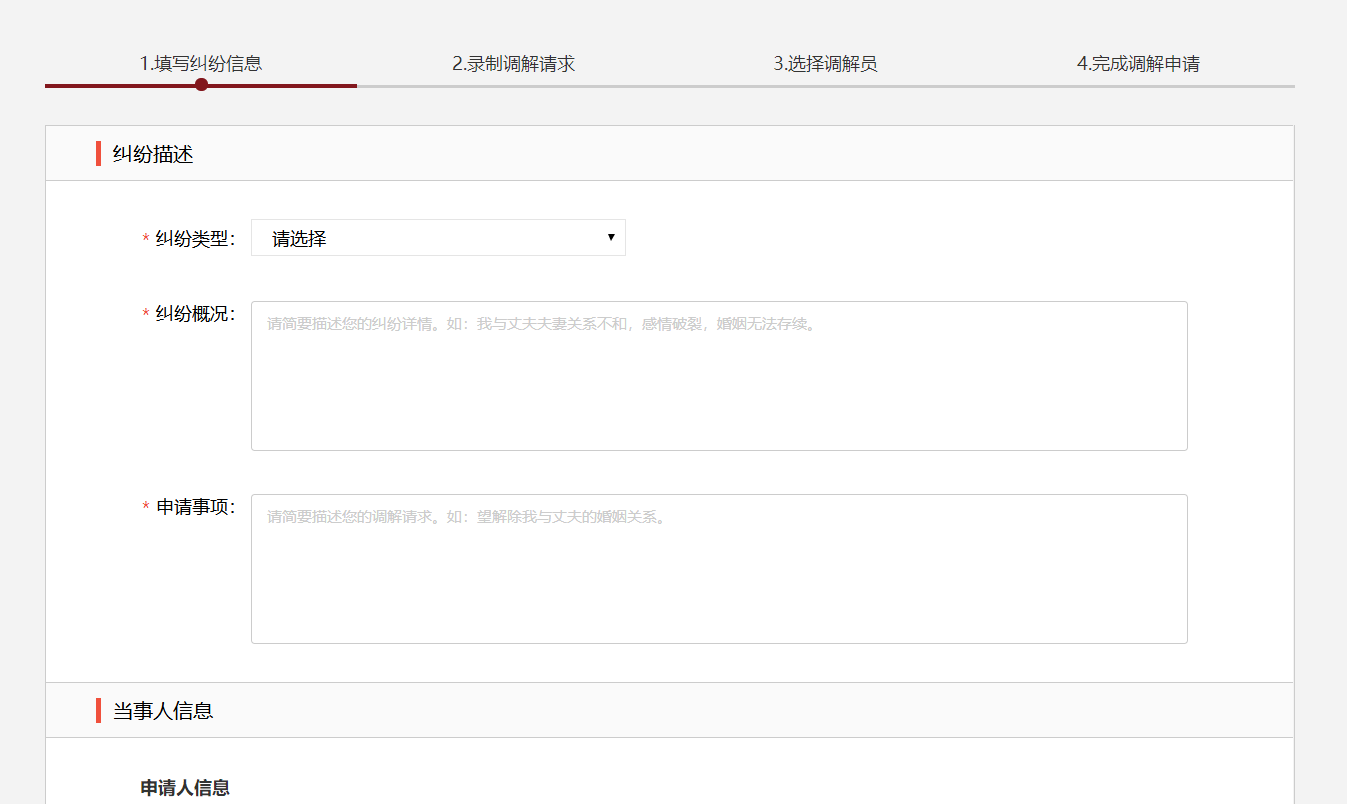 1.填写纠纷信息 2.录制调解请求 3.选择调解员 4.完成调解申请
纠纷描述
* 纠纷类型： 请选择
* 纠纷概况： 请简要描述您的纠纷详情。如：我与丈夫夫妻关系不和，感情破裂，婚姻无法存续。
* 申请事项： 请简要描述您的调解请求。如：望解除我与丈夫的婚姻关系。
当事人信息
申请人信息